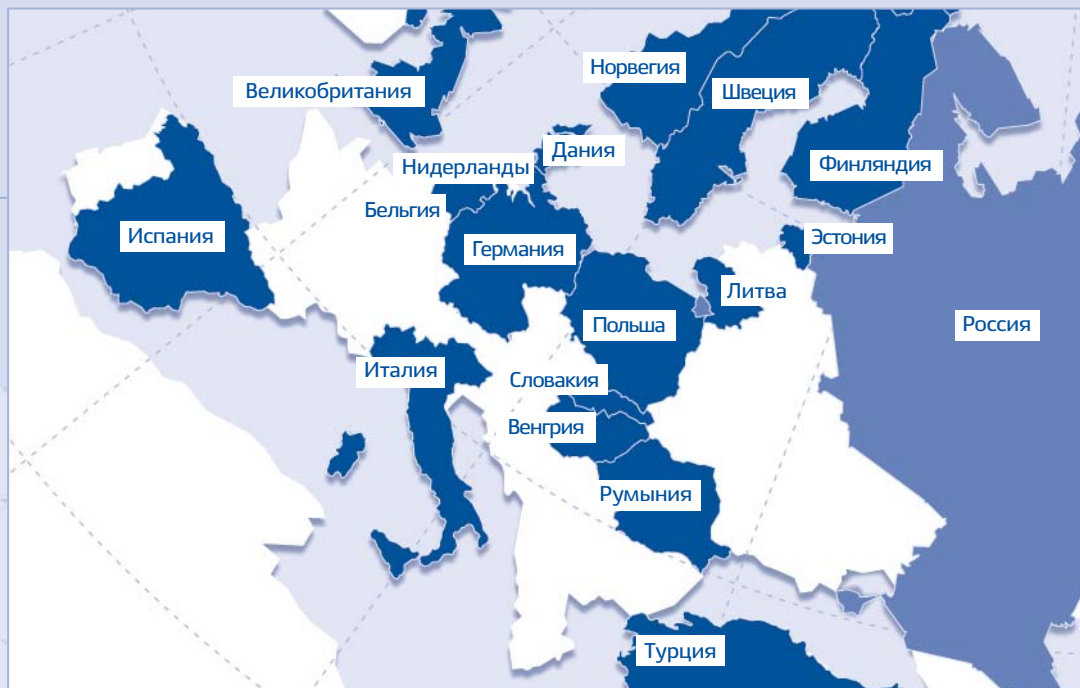 Норвегия
Великобритания
Швеция
Дания
Нидерланды
Финляндия
Бельгия
Испания
Германия
Эстония
Литва
Польша
Россия
Италия
Словакия
Венгрия
Румыния
Турция